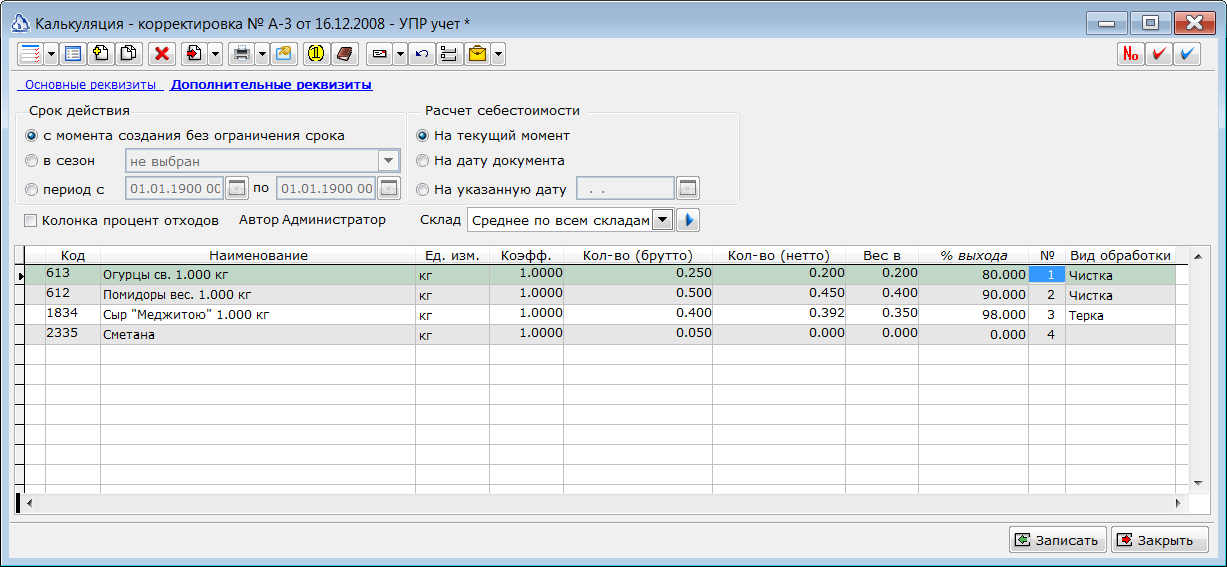 Калькуляция - корректировка № А-3 от 16.12.2008 - УПР учет *
1 No
Основные реквизиты Дополнительные реквизиты
Срок действия Расчет себестоимости
с момента создания без ограничения срока На текущий момент
в сезон не выбран На дату документа
период с 01.01.1900 00 по 01.01.1900 00 На указанную дату . .
Колонка процент отходов Автор Администратор Склад Среднее по всем складам
Код Наименование Ед. изм. Коэфф. Кол-во (брутто) Кол-во (нетто) Вес в % выхода № Вид обработки
613 Огурцы св. 1.000 кг кг 1.0000 0.250 0.200 0.200 80.000 1 Чистка
612 Помидоры вес. 1.000 кг кг 1.0000 0.500 0.450 0.400 90.000 2 Чистка
1834 Сыр "Меджитою" 1.000 кг кг 1.0000 0.400 0.392 0.350 98.000 3 Терка
2335 Сметана кг 1.0000 0.050 0.000 0.000 0.000 4
Записать Закрыть